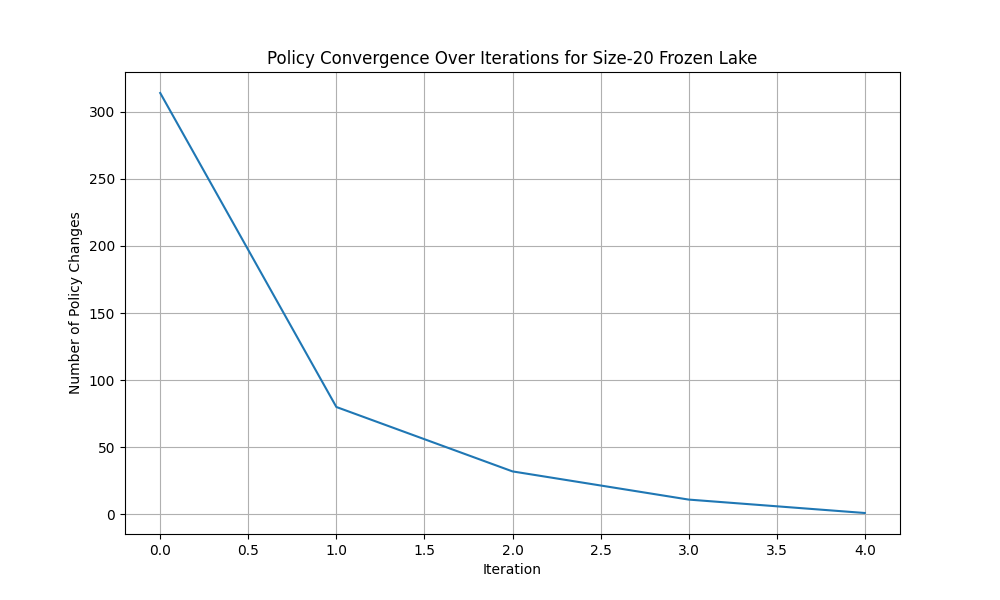 Policy Convergence Over Iterations for Size-20 Frozen Lake
Number of Policy Changes
300
250
200
150
100
50
0
0.0 0.5 1.0 1.5 2.0 2.5 3.0 3.5 4.0
Iteration